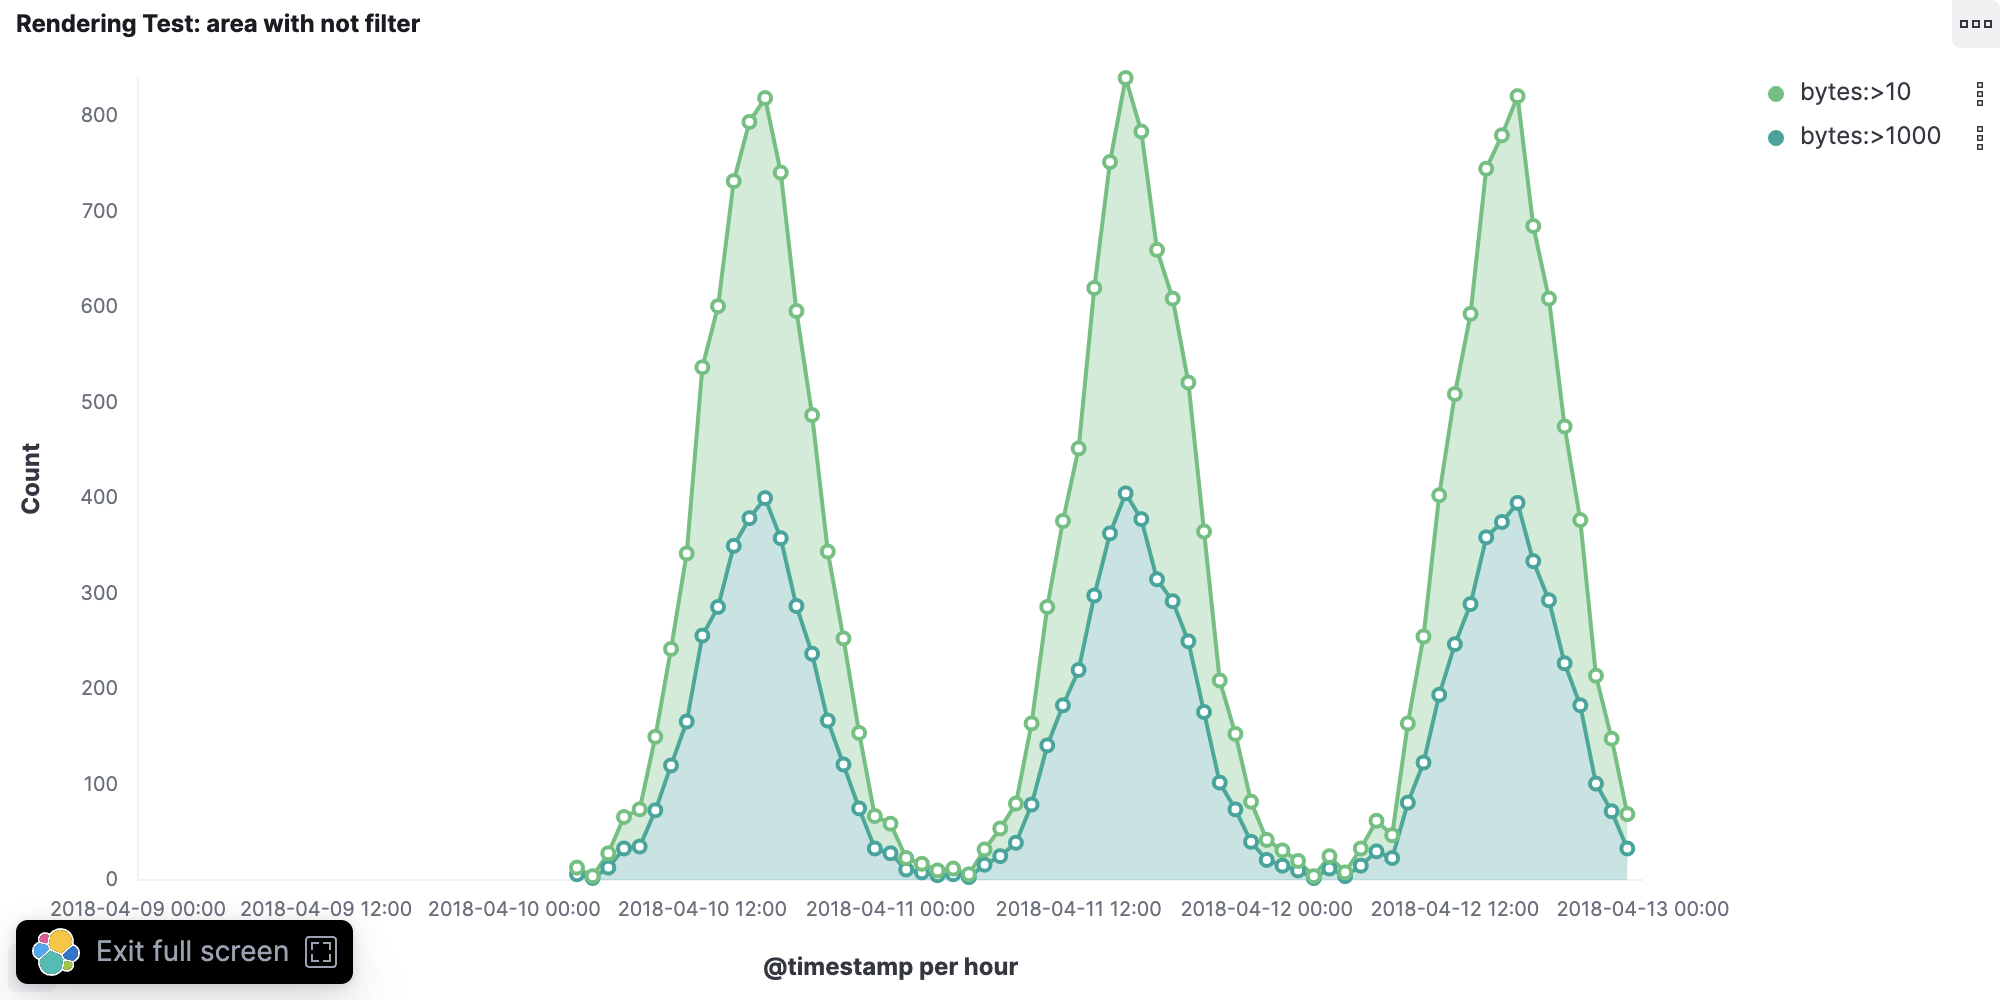 Rendering Test: area with not filter
bytes:>10
bytes:>1000
Count
800
700
600
500
400
300
200
100
0
2018-04-09 00:00 2018-04-09 12:00 2018-04-10 00:00 2018-04-10 12:00 2018-04-11 00:00 2018-04-11 12:00 2018-04-12 00:00 2018-04-12 12:00 2018-04-13 00:00
@timestamp per hour
Exit full screen